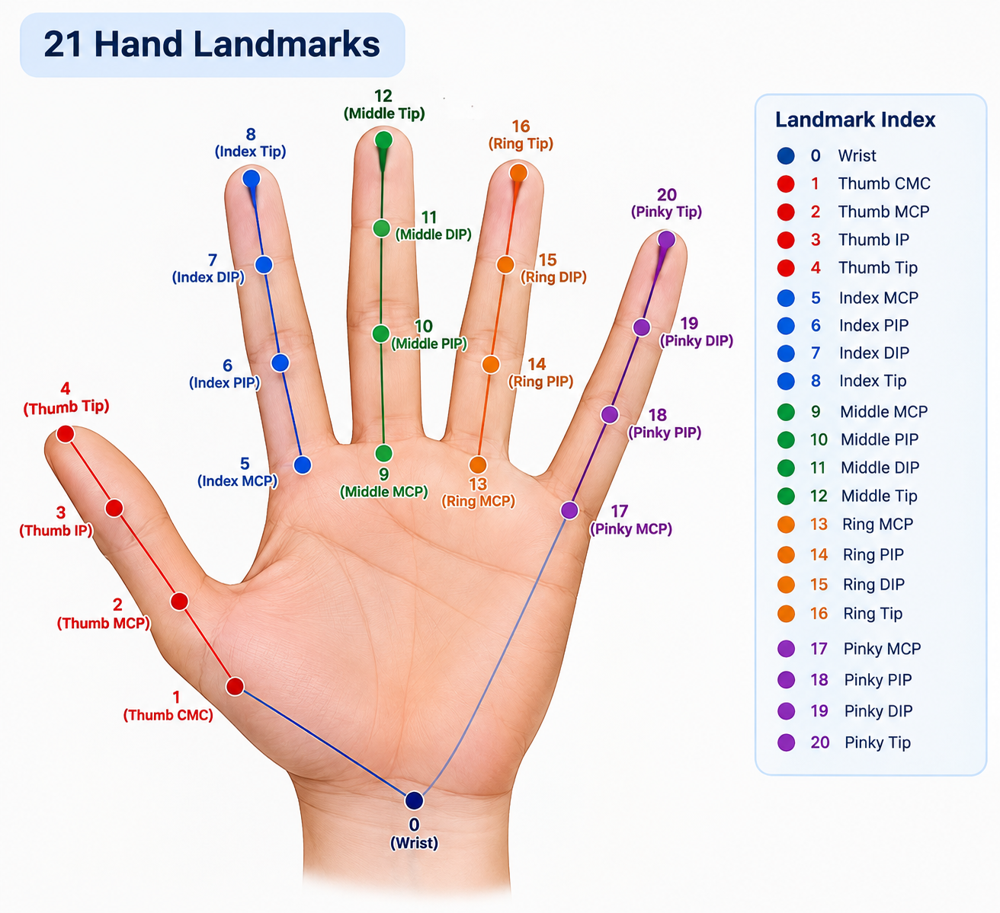 21 Hand Landmarks
12
(Middle Tip)
16
(Ring Tip)
8
(Index Tip)
20
(Pinky Tip)
11
(Middle DIP)
7
(Index DIP)
15
(Ring DIP)
19
(Pinky DIP)
10
(Middle PIP)
6
(Index PIP)
14
(Ring PIP)
4
(Thumb Tip)
18
(Pinky PIP)
5
(Index MCP)
9
(Middle MCP)
13
(Ring MCP)
3
(Thumb IP)
17
(Pinky MCP)
2
(Thumb MCP)
1
(Thumb CMC)
0
(Wrist)
Landmark Index
0 Wrist
1 Thumb CMC
2 Thumb MCP
3 Thumb IP
4 Thumb Tip
5 Index MCP
6 Index PIP
7 Index DIP
8 Index Tip
9 Middle MCP
10 Middle PIP
11 Middle DIP
12 Middle Tip
13 Ring MCP
14 Ring PIP
15 Ring DIP
16 Ring Tip
17 Pinky MCP
18 Pinky PIP
19 Pinky DIP
20 Pinky Tip